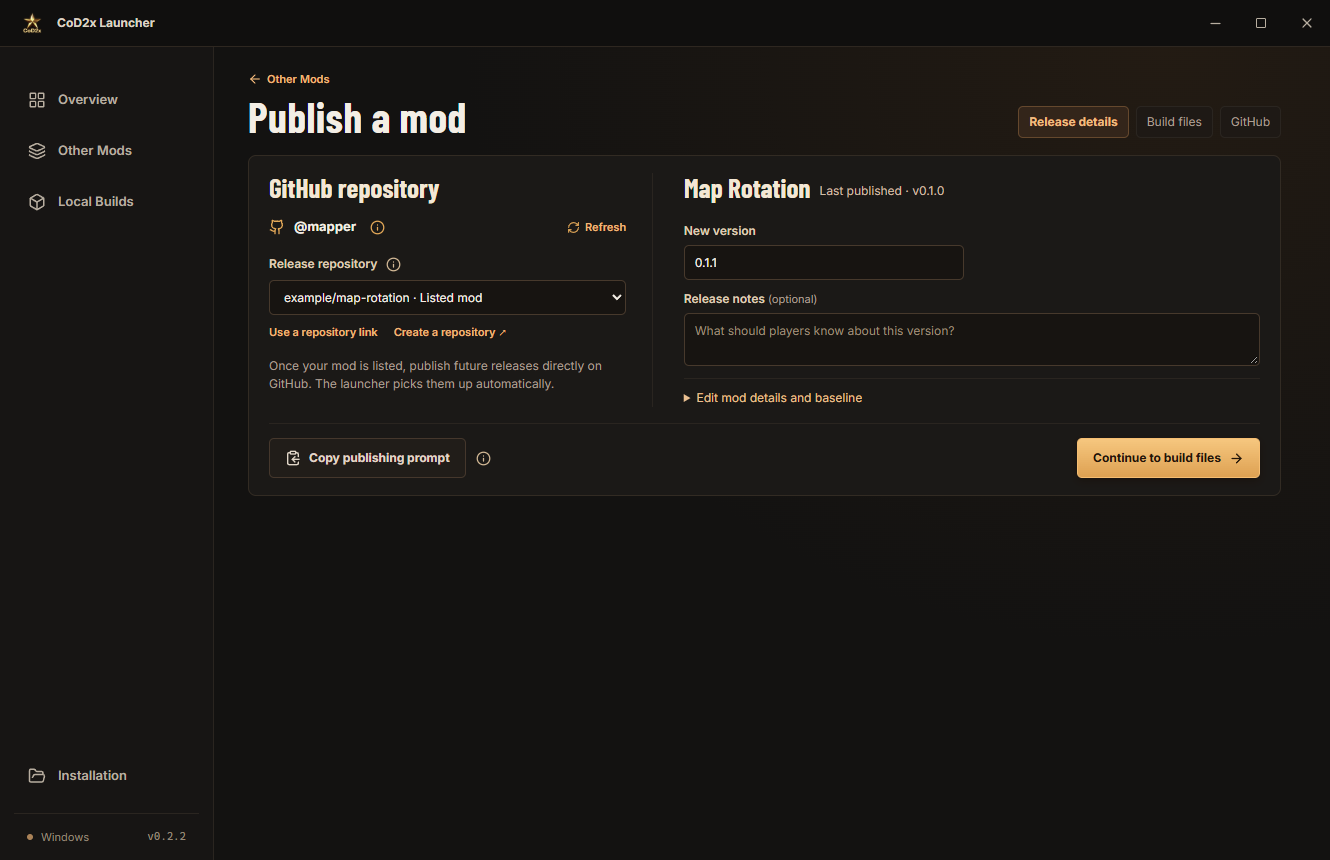 CoD2x
CoD2x Launcher
Overview
Other Mods
Local Builds
Installation
Windows
v0.2.2
Other Mods
Publish a mod
Release details
Build files
GitHub
GitHub repository
@mapper
Refresh
Release repository
example/map-rotation · Listed mod
Use a repository link
Create a repository ↗
Once your mod is listed, publish future releases directly on
GitHub. The launcher picks them up automatically.
Map Rotation Last published · v0.1.0
New version
0.1.1
Release notes (optional)
What should players know about this version?
Edit mod details and baseline
Copy publishing prompt
Continue to build files